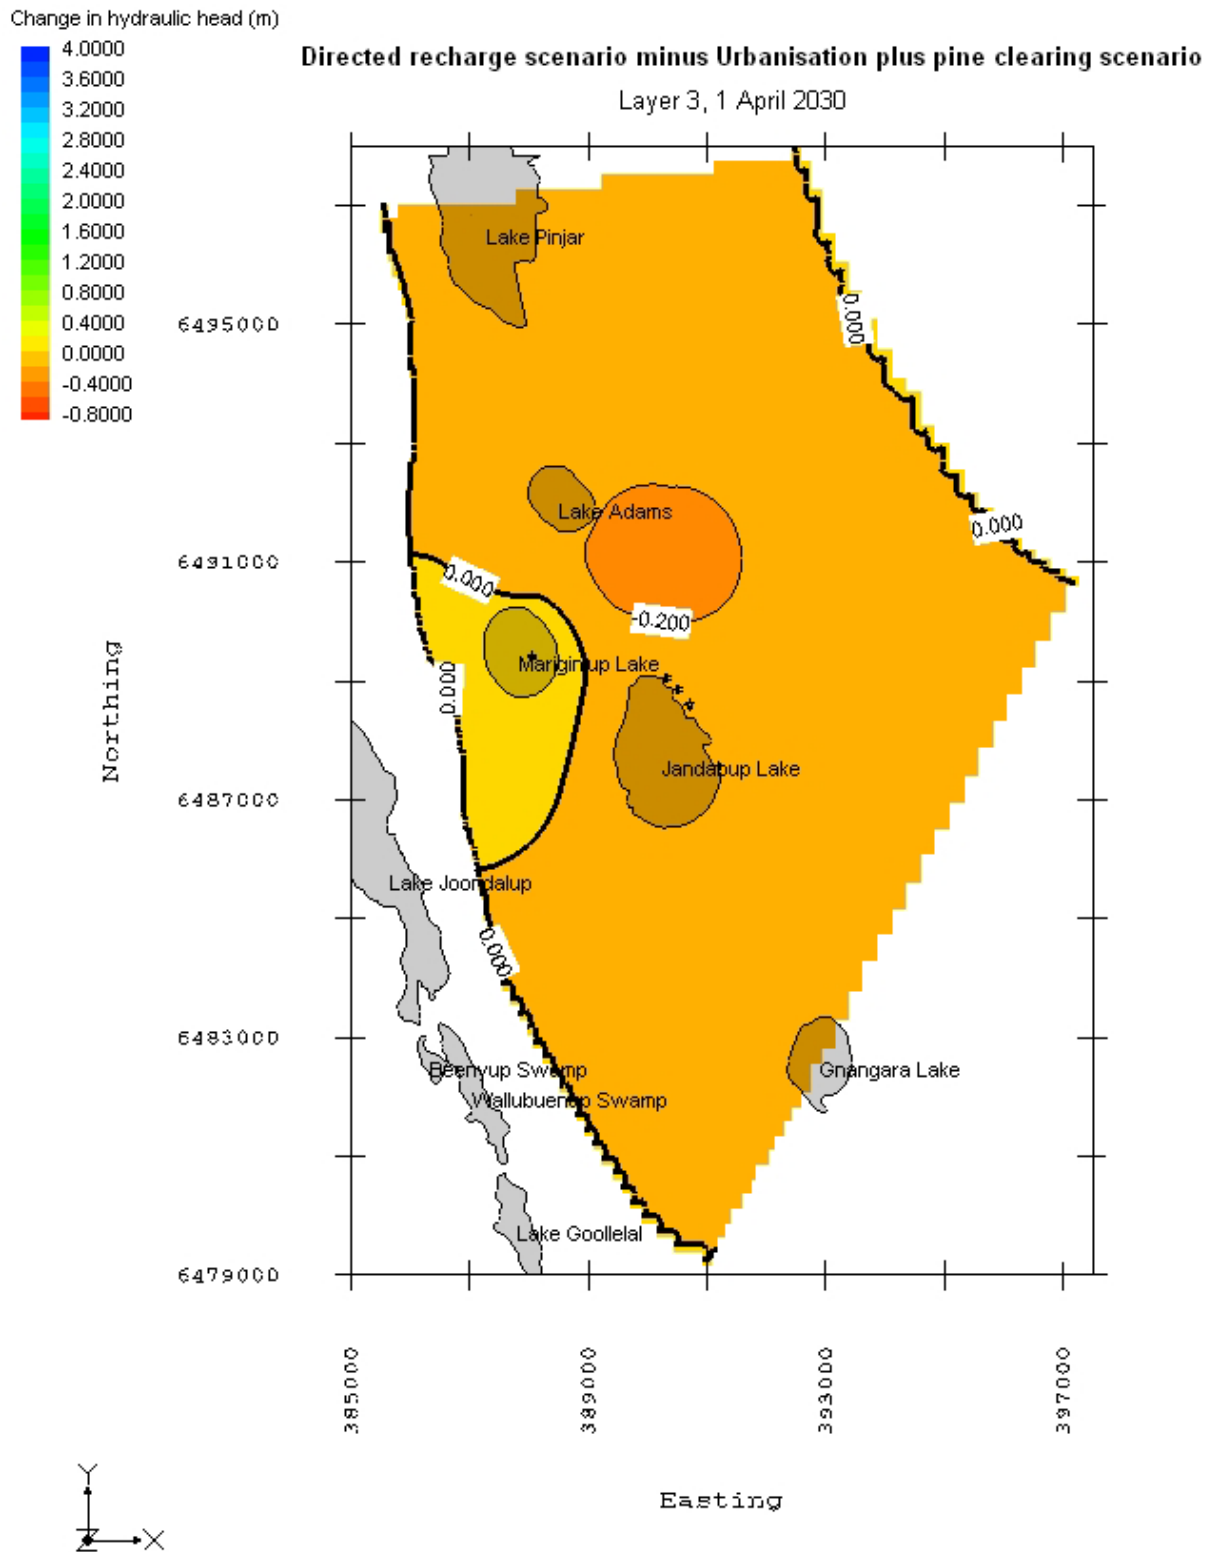 Change in hydraulic head (m)
4.0000
3.6000
3.2000
2.8000
2.4000
2.0000
1.6000
1.2000
0.8000
0.4000
0.0000
-0.4000
-0.8000
Directed recharge scenario minus Urbanisation plus pine clearing scenario
Layer 3, 1 April 2030
Lake Pinjar
0.000
6495000
Lake Adams
0.000
6491000
0.000
-0.200
Mariginiup Lake
0.000
Northing
Jandabup Lake
6487000
Lake Joondalup
0.000
6483000
Beenyup Swamp
Gnangara Lake
Wallubuenup Swamp
Lake Goollelal
6479000
385000
389000
393000
397000
Easting
Y
Z
X